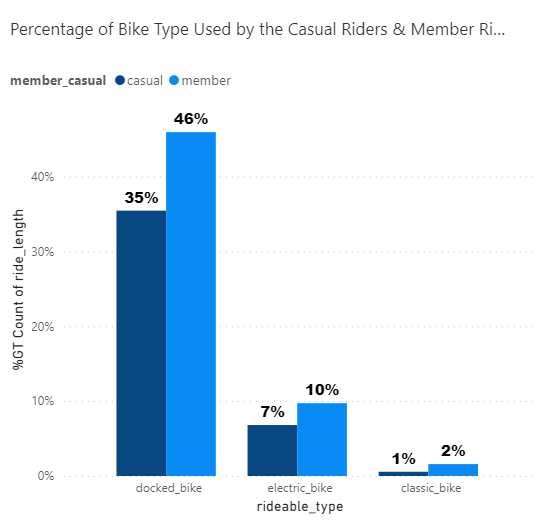 Percentage of Bike Type Used by the Casual Riders & Member Ri...
member_casual casual member
46%
35%
10%
7%
2%
1%
40%
30%
20%
10%
0%
%GT Count of ride_length
docked_bike electric_bike classic_bike
rideable_type